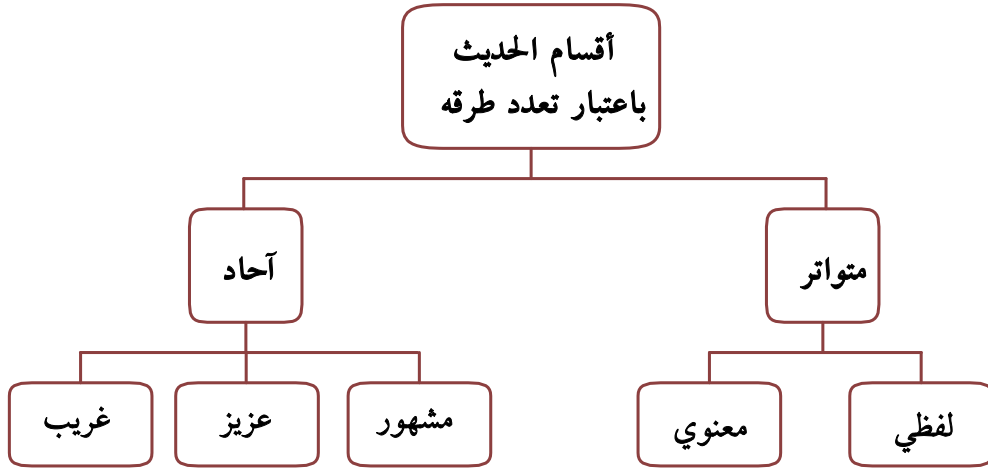 أقسام الحديث
باعتبار تعدد طرقه
متواتر
آحاد
لفظي
معنوي
مشهور
عزيز
غريب